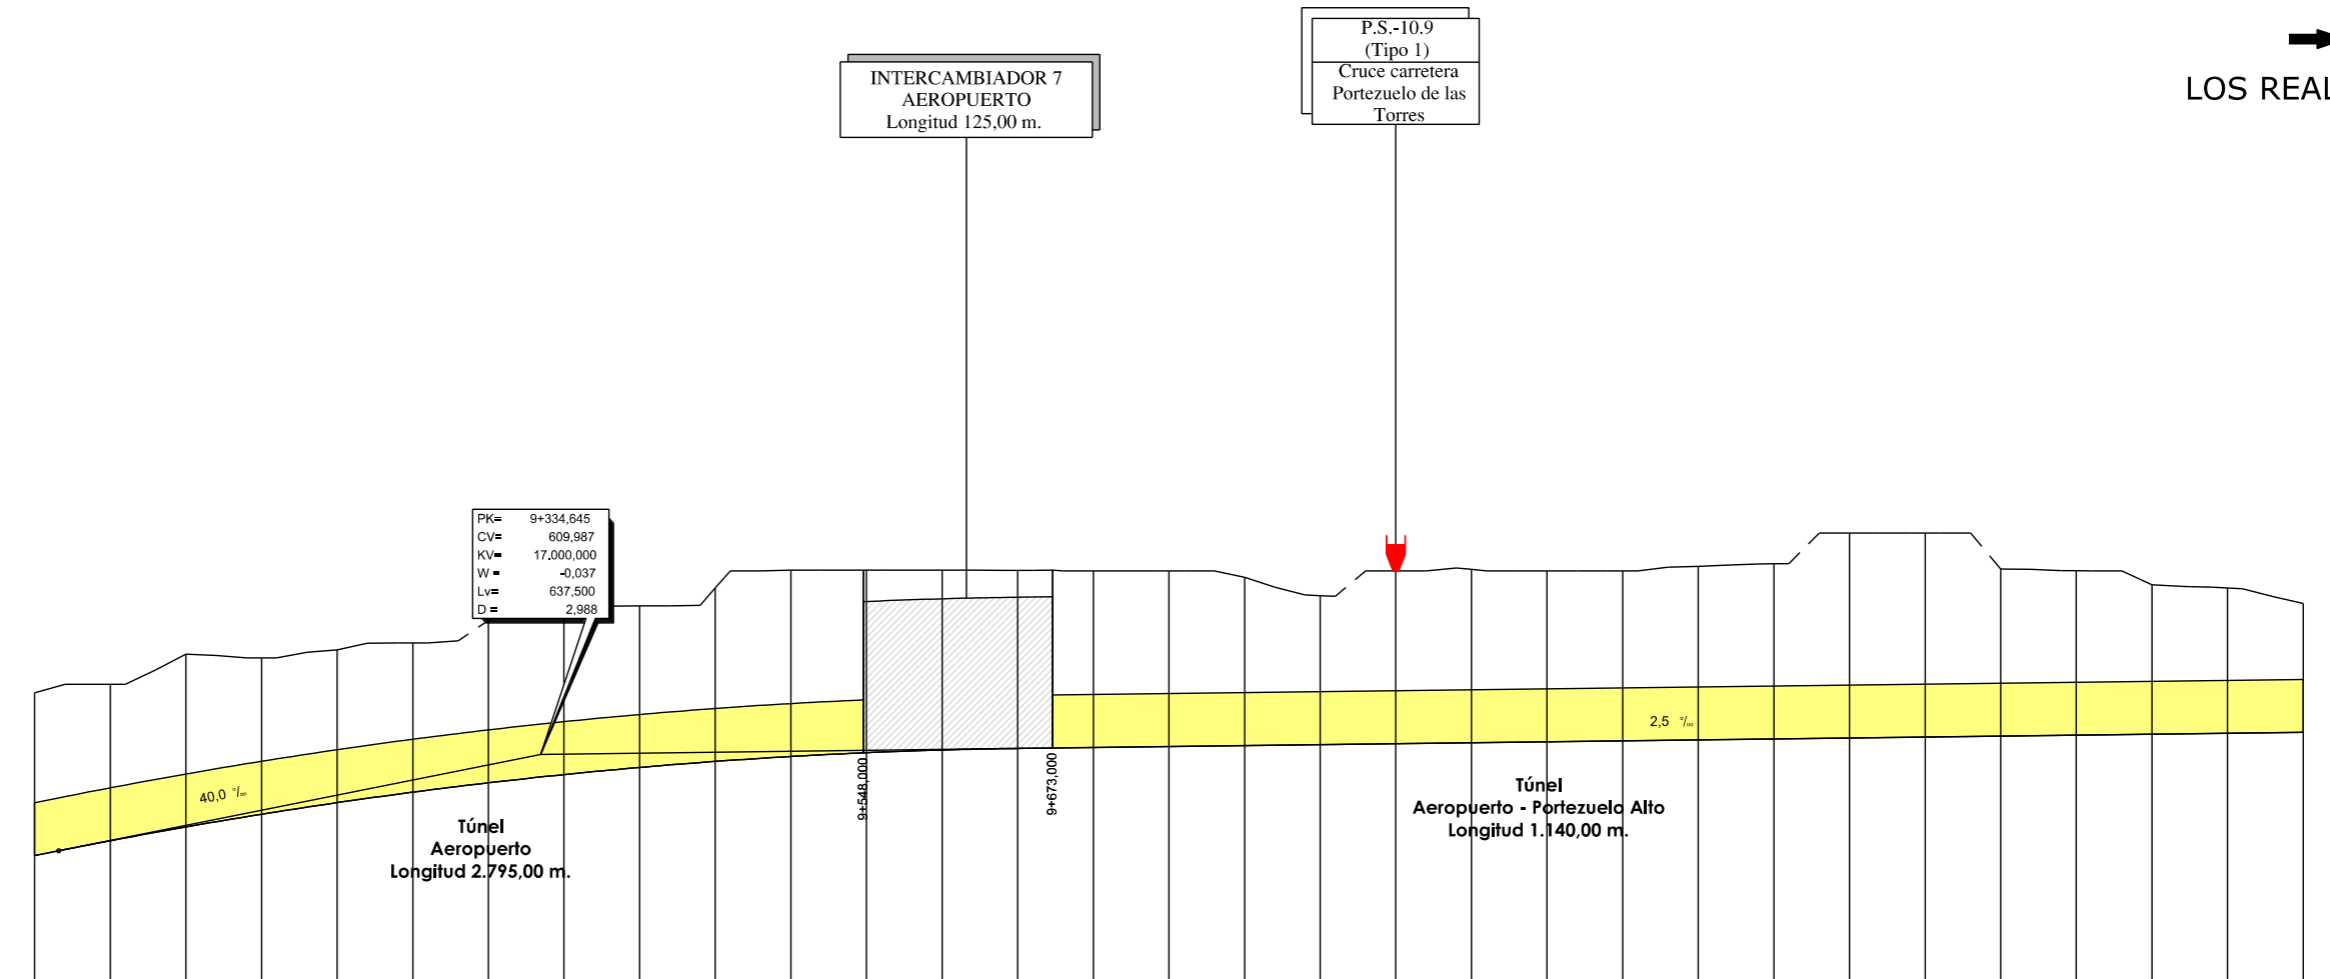 P.S.-10.9
(Tipo 1)
Cruce carretera
Portezuelo de las
Torres
LOS REAL
INTERCAMBIADOR 7
AEROPUERTO
Longitud 125,00 m.
PK= 9+334,645
CV= 609,987
KV= 17.000,000
W = -0,037
Lv= 637,500
D = 2,988
40,0 °/∞
2,5 °/∞
9+548,000
9+673,000
Túnel
Aeropuerto
Longitud 2.795,00 m.
Túnel
Aeropuerto - Portezuelo Alto
Longitud 1.140,00 m.